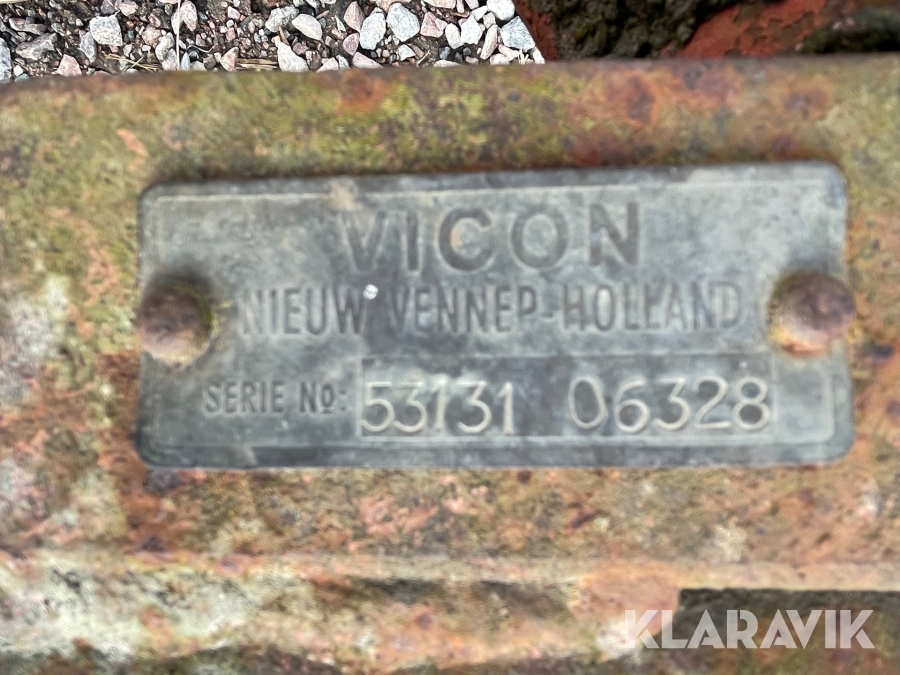 VICON
NIEUW VENNEP-HOLLAND
SERIE No: 53131 06328
KLARAVIK